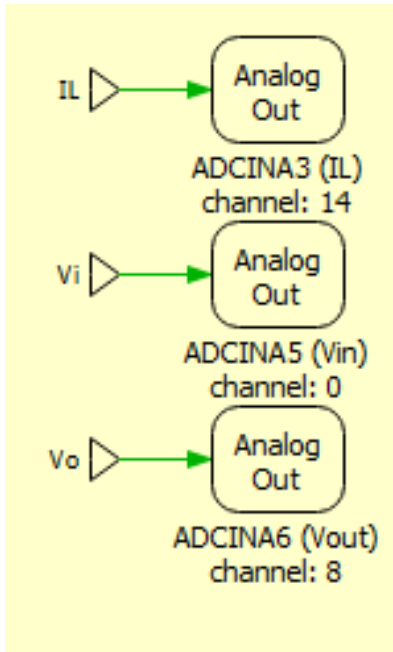 IL
Analog
Out
ADCINA3 (IL)
channel: 14
Vi
Analog
Out
ADCINA5 (Vin)
channel: 0
Vo
Analog
Out
ADCINA6 (Vout)
channel: 8